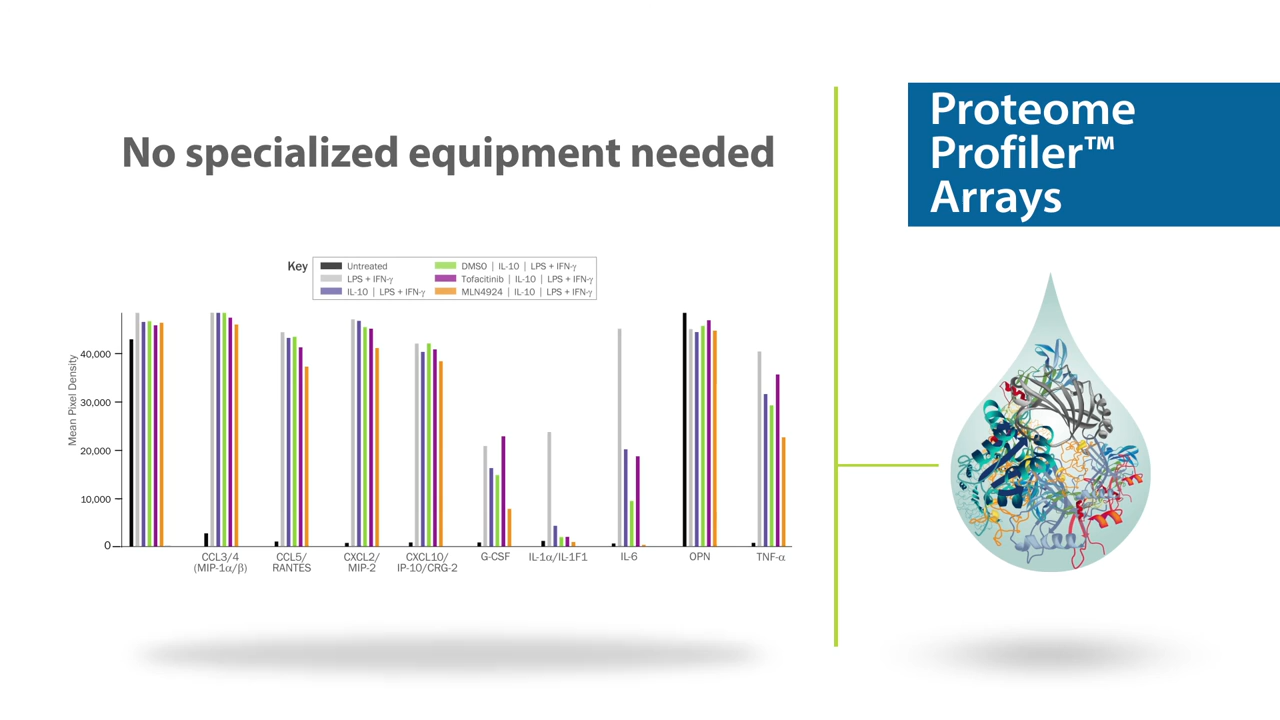 No specialized equipment needed
Proteome
Profiler™
Arrays
Key
Untreated
LPS + IFN-γ
IL-10 | LPS + IFN-γ
DMSO | IL-10 | LPS + IFN-γ
Tofacitinib | IL-10 | LPS + IFN-γ
MLN4924 | IL-10 | LPS + IFN-γ
Mean Pixel Density
40,000
30,000
20,000
10,000
0
CCL3/4
(MIP-1α/β)
CCL5/
RANTES
CXCL2/
MIP-2
CXCL10/
IP-10/CRG-2
G-CSF
IL-1α/IL-1F1
IL-6
OPN
TNF-α